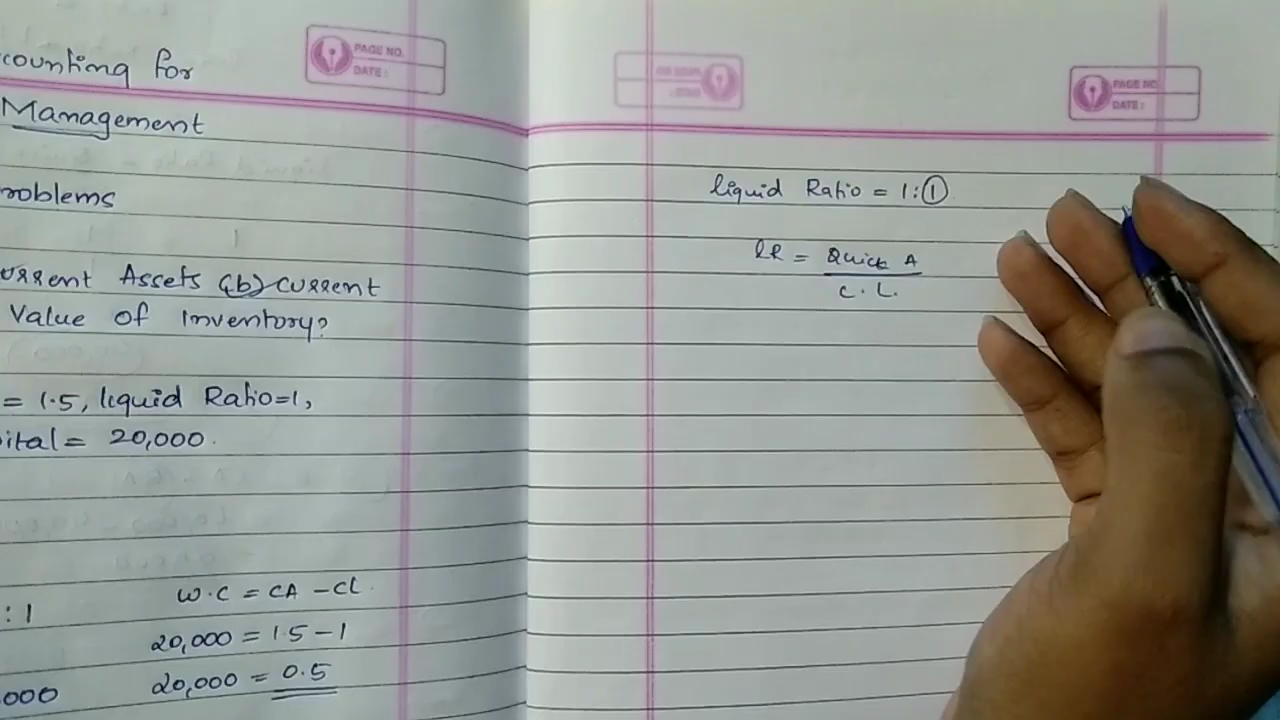 counting for
Management
roblems
urrent Assets (b) current
Value of Inventory?
= 1.5, liquid Ratio=1,
ital = 20,000.
: 1
000
W.C = CA - CL
20,000 = 1.5 - 1
20,000 = 0.5
PAGE NO.
DATE :
PAGE NO
DATE :
liquid Ratio = 1:1
LR = Quick A
C. L.